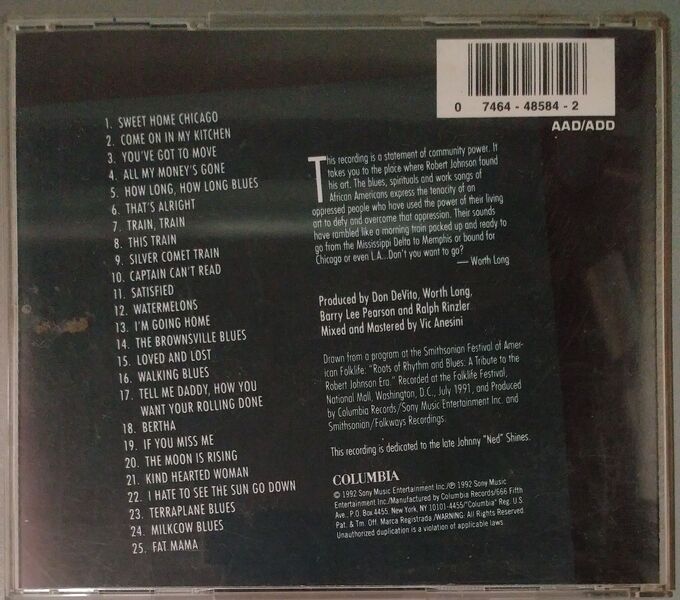 0 7464-48584-2
AAD/ADD
1. SWEET HOME CHICAGO
2. COME ON IN MY KITCHEN
3. YOU'VE GOT TO MOVE
4. ALL MY MONEY'S GONE
5. HOW LONG, HOW LONG BLUES
6. THAT'S ALRIGHT
7. TRAIN, TRAIN
8. THIS TRAIN
9. SILVER COMET TRAIN
10. CAPTAIN CAN'T READ
11. SATISFIED
12. WATERMELONS
13. I'M GOING HOME
14. THE BROWNSVILLE BLUES
15. LOVED AND LOST
16. WALKING BLUES
17. TELL ME DADDY, HOW YOU
WANT YOUR ROLLING DONE
18. BERTHA
19. IF YOU MISS ME
20. THE MOON IS RISING
21. KIND HEARTED WOMAN
22. I HATE TO SEE THE SUN GO DOWN
23. TERRAPLANE BLUES
24. MILKCOW BLUES
25. FAT MAMA
This recording is a statement of community power. It
takes you to the place where Robert Johnson found
his art. The blues, spirituals and work songs of
African Americans express the tenacity of an
oppressed people who have used the power of their living
art to defy and overcome that oppression. Their sounds
have rambled like a morning train packed up and ready to
go from the Mississippi Delta to Memphis or bound for
Chicago or even L.A...Don't you want to go?
— Worth Long
Produced by Don DeVito, Worth Long,
Barry Lee Pearson and Ralph Rinzler
Mixed and Mastered by Vic Anesini
Drawn from a program at the Smithsonian Festival of Amer-
ican Folklife: "Roots of Rhythm and Blues: A Tribute to the
Robert Johnson Era." Recorded at the Folklife Festival,
National Mall, Washington, D.C., July 1991, and Produced
by Columbia Records/Sony Music Entertainment Inc. and
Smithsonian/Folkways Recordings.
This recording is dedicated to the late Johnny "Ned" Shines.
COLUMBIA
© 1992 Sony Music Entertainment Inc./℗ 1992 Sony Music
Entertainment Inc./Manufactured by Columbia Records/666 Fifth
Ave., P.O. Box 4455, New York, NY 10101-4455/"Columbia" Reg. U.S.
Pat. & Tm. Off. Marca Registrada./WARNING: All Rights Reserved.
Unauthorized duplication is a violation of applicable laws.